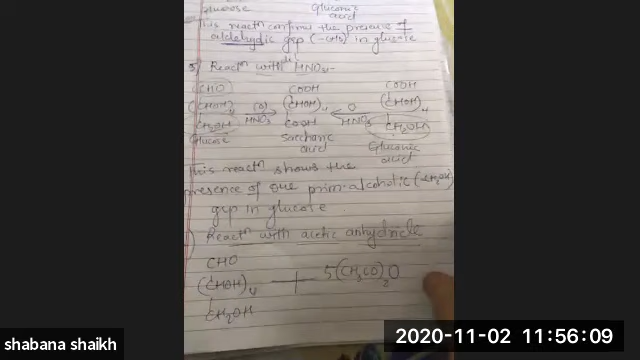 Glucose Gluconic acid
This reactn confirms the presence of
aldehydic grp (-CHO) in glucose
5) Reactn with dil HNO3:-
CHO COOH COOH
(CHOH)4 (O) (CHOH)4 O (CHOH)4
CH2OH HNO3 COOH HNO3 CH2OH
Glucose Saccharic acid Gluconic acid
This reactn shows the
presence of one prim. alcoholic (-CH2OH)
grp in glucose.
) Reactn with acetic anhydride
CHO
(CHOH)4 + 5(CH3CO)2O
CH2OH
shabana shaikh
2020-11-02 11:56:09